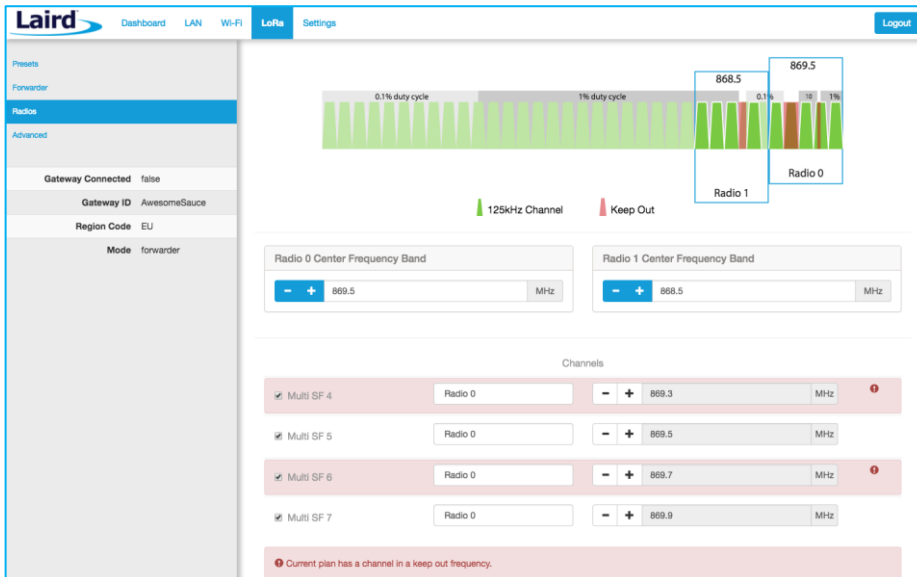 Laird
Dashboard LAN Wi-Fi LoRa Settings Logout
Presets
Forwarder
Radios
Advanced
Gateway Connected false
Gateway ID AwesomeSauce
Region Code EU
Mode forwarder
869.5
868.5
0.1% duty cycle 1% duty cycle 0.1% 10 1%
Radio 0
Radio 1
125kHz Channel Keep Out
Radio 0 Center Frequency Band Radio 1 Center Frequency Band
- + 869.5 MHz - + 868.5 MHz
Channels
Multi SF 4 Radio 0 - + 869.3 MHz
Multi SF 5 Radio 0 - + 869.5 MHz
Multi SF 6 Radio 0 - + 869.7 MHz
Multi SF 7 Radio 0 - + 869.9 MHz
Current plan has a channel in a keep out frequency.